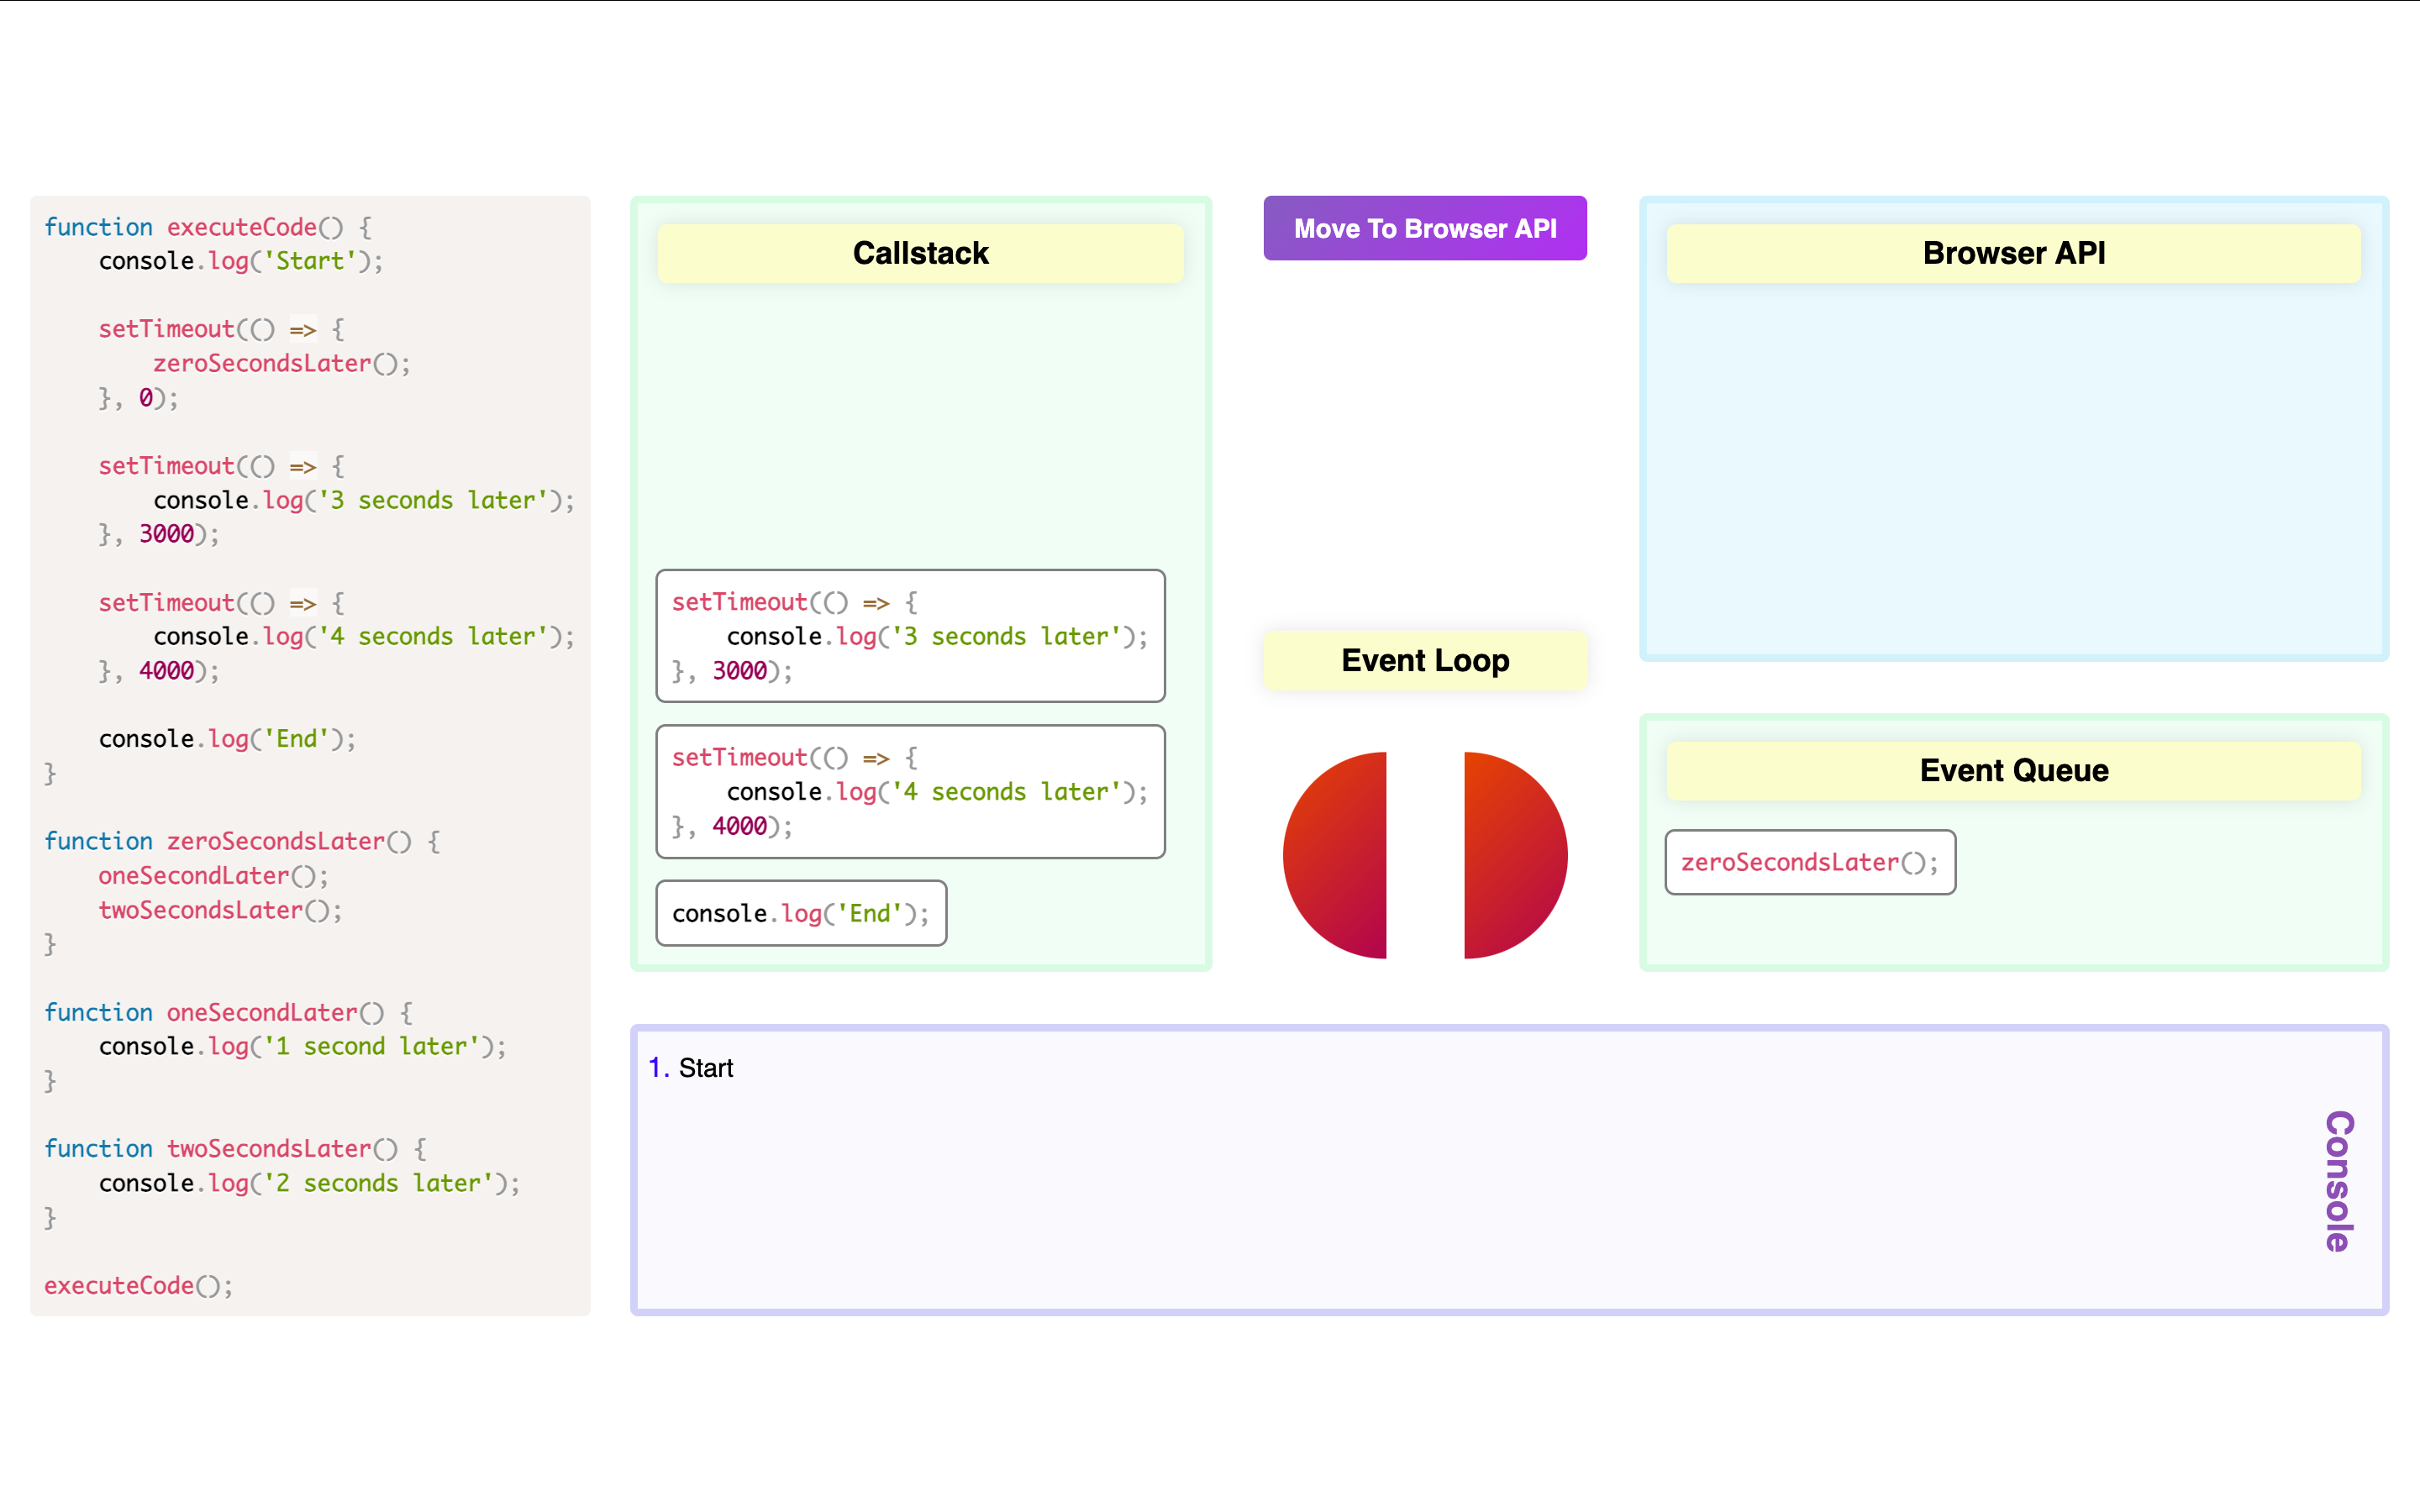 function executeCode() {
    console.log('Start');

    setTimeout(() => {
        zeroSecondsLater();
    }, 0);

    setTimeout(() => {
        console.log('3 seconds later');
    }, 3000);

    setTimeout(() => {
        console.log('4 seconds later');
    }, 4000);

    console.log('End');
}

function zeroSecondsLater() {
    oneSecondLater();
    twoSecondsLater();
}

function oneSecondLater() {
    console.log('1 second later');
}

function twoSecondsLater() {
    console.log('2 seconds later');
}

executeCode();
Callstack
setTimeout(() => {
    console.log('3 seconds later');
}, 3000);
setTimeout(() => {
    console.log('4 seconds later');
}, 4000);
console.log('End');
Move To Browser API
Event Loop
Browser API
Event Queue
zeroSecondsLater();
1. Start
Console